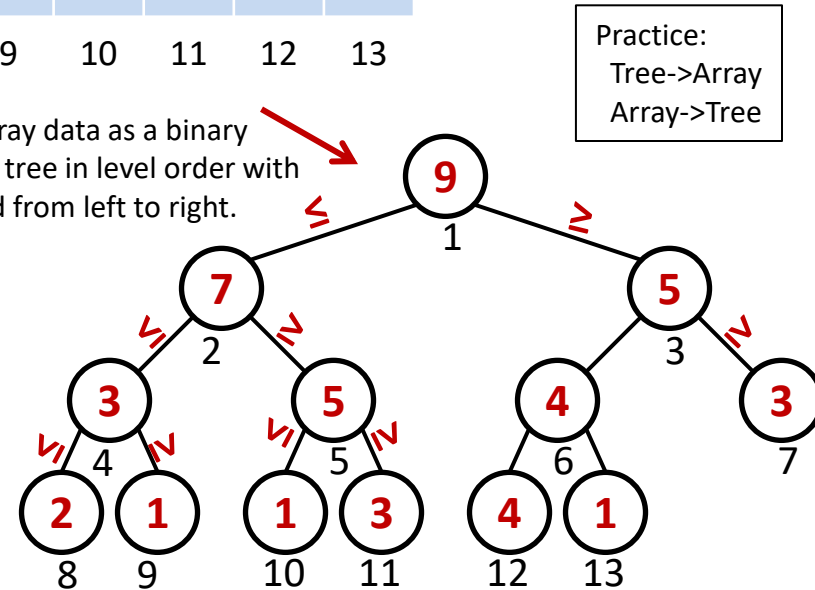 9 10 11 12 13
Practice:
Tree->Array
Array->Tree
ray data as a binary
tree in level order with
d from left to right.
9
≤ ≥
1
7 5
≤ ≥ ≥
2 3
3 5 4 3
≤ ≥ ≤ ≥
4 5 6 7
2 1 1 3 4 1
8 9 10 11 12 13